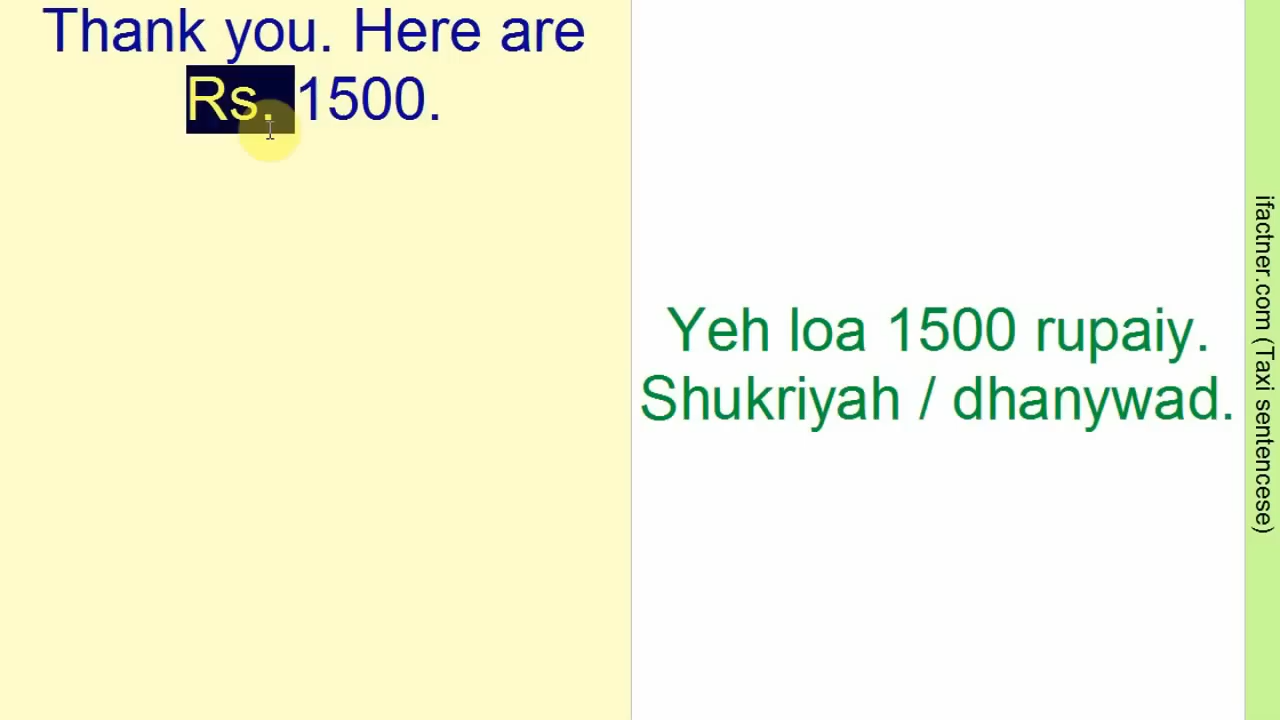 Thank you. Here are
Rs. 1500.
Yeh loa 1500 rupaiy.
Shukriyah / dhanywad.
ifactner.com (Taxi sentencese)